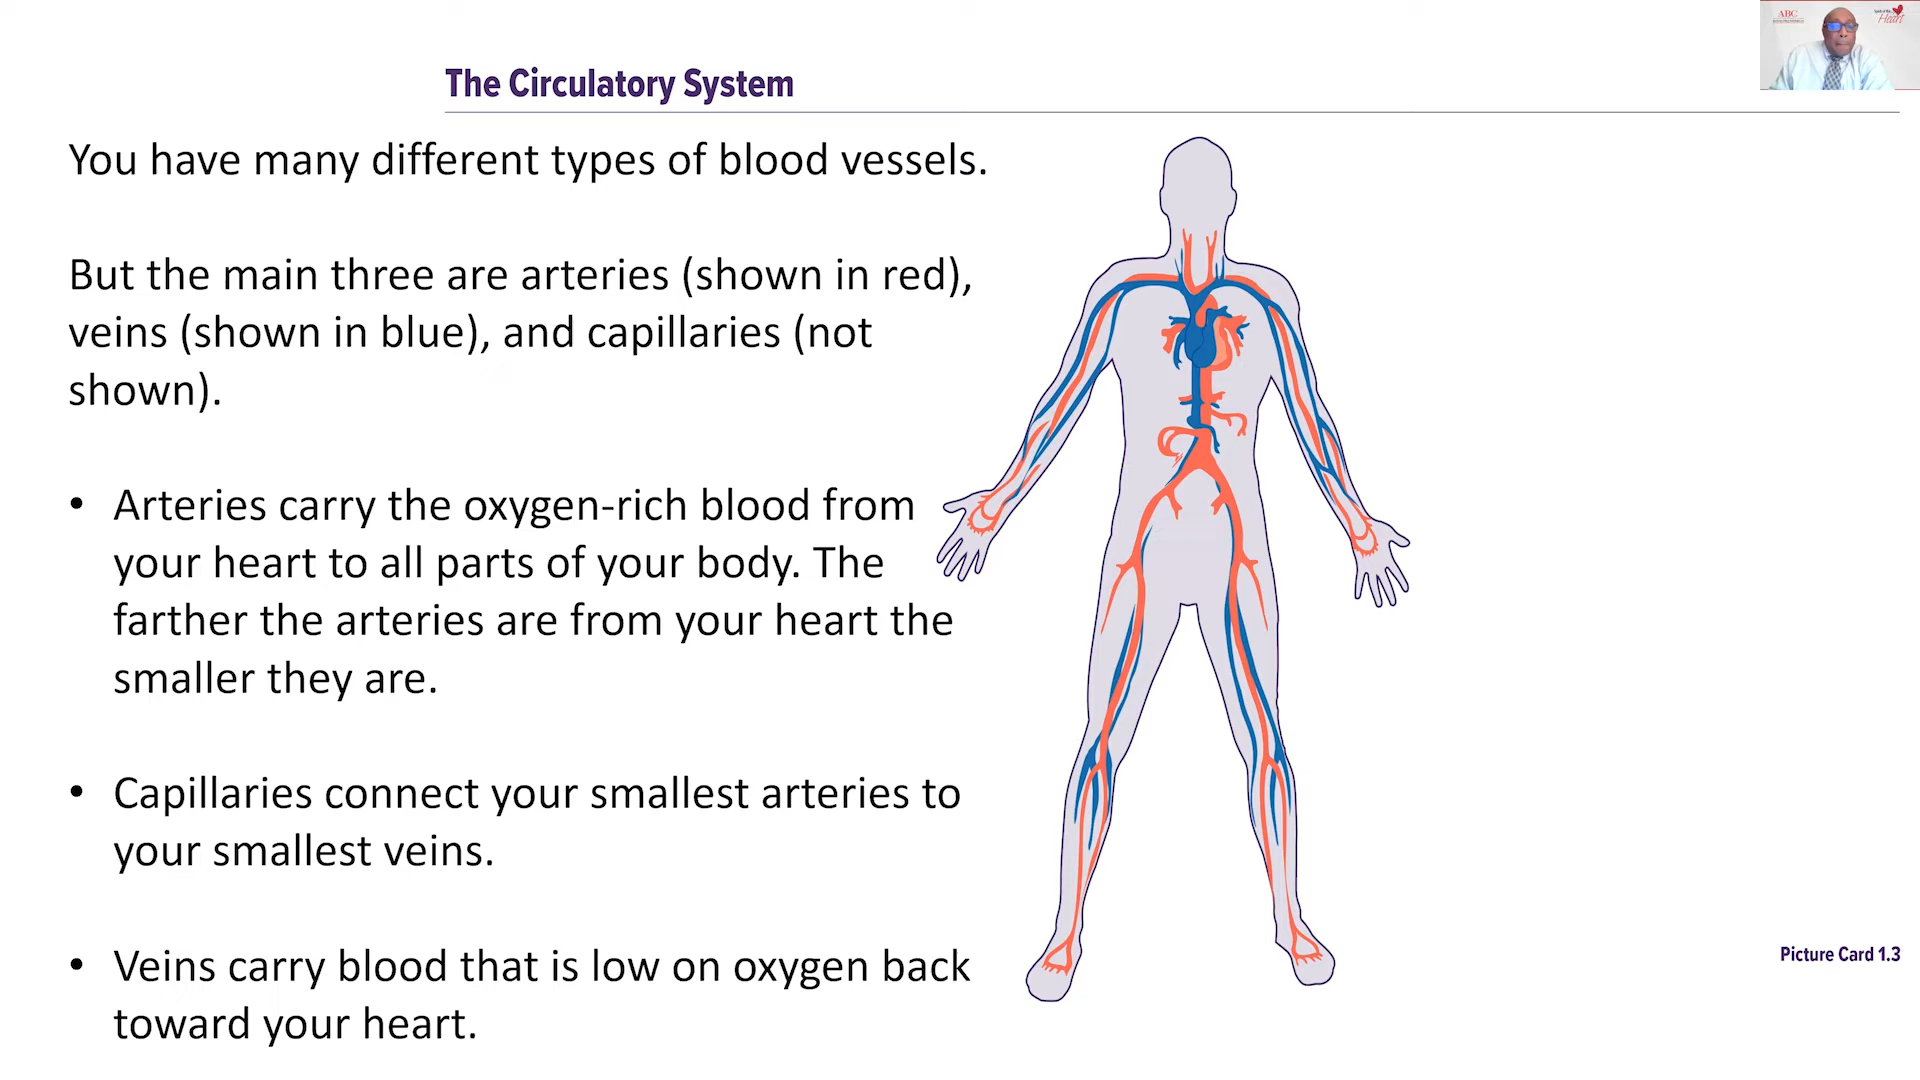 The Circulatory System
ABC
Heart
You have many different types of blood vessels.
But the main three are arteries (shown in red),
veins (shown in blue), and capillaries (not
shown).
• Arteries carry the oxygen-rich blood from
your heart to all parts of your body. The
farther the arteries are from your heart the
smaller they are.
• Capillaries connect your smallest arteries to
your smallest veins.
• Veins carry blood that is low on oxygen back
toward your heart.
Picture Card 1.3